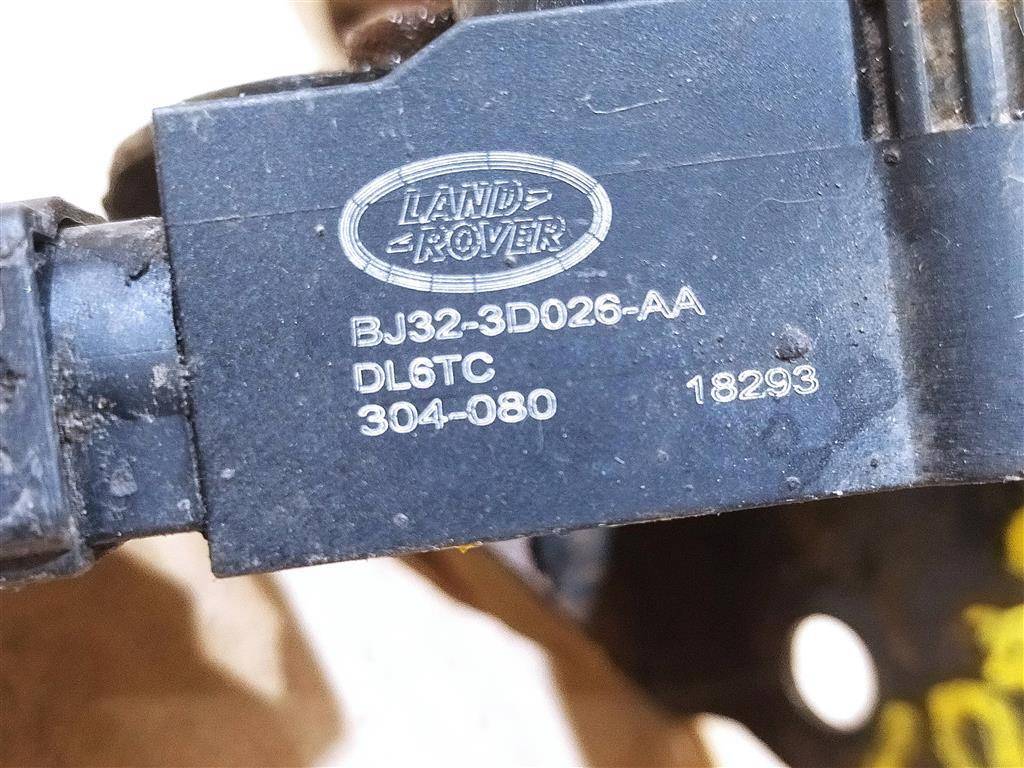 LAND
ROVER
BJ32-3D026-AA
DL6TC
304-080 18293